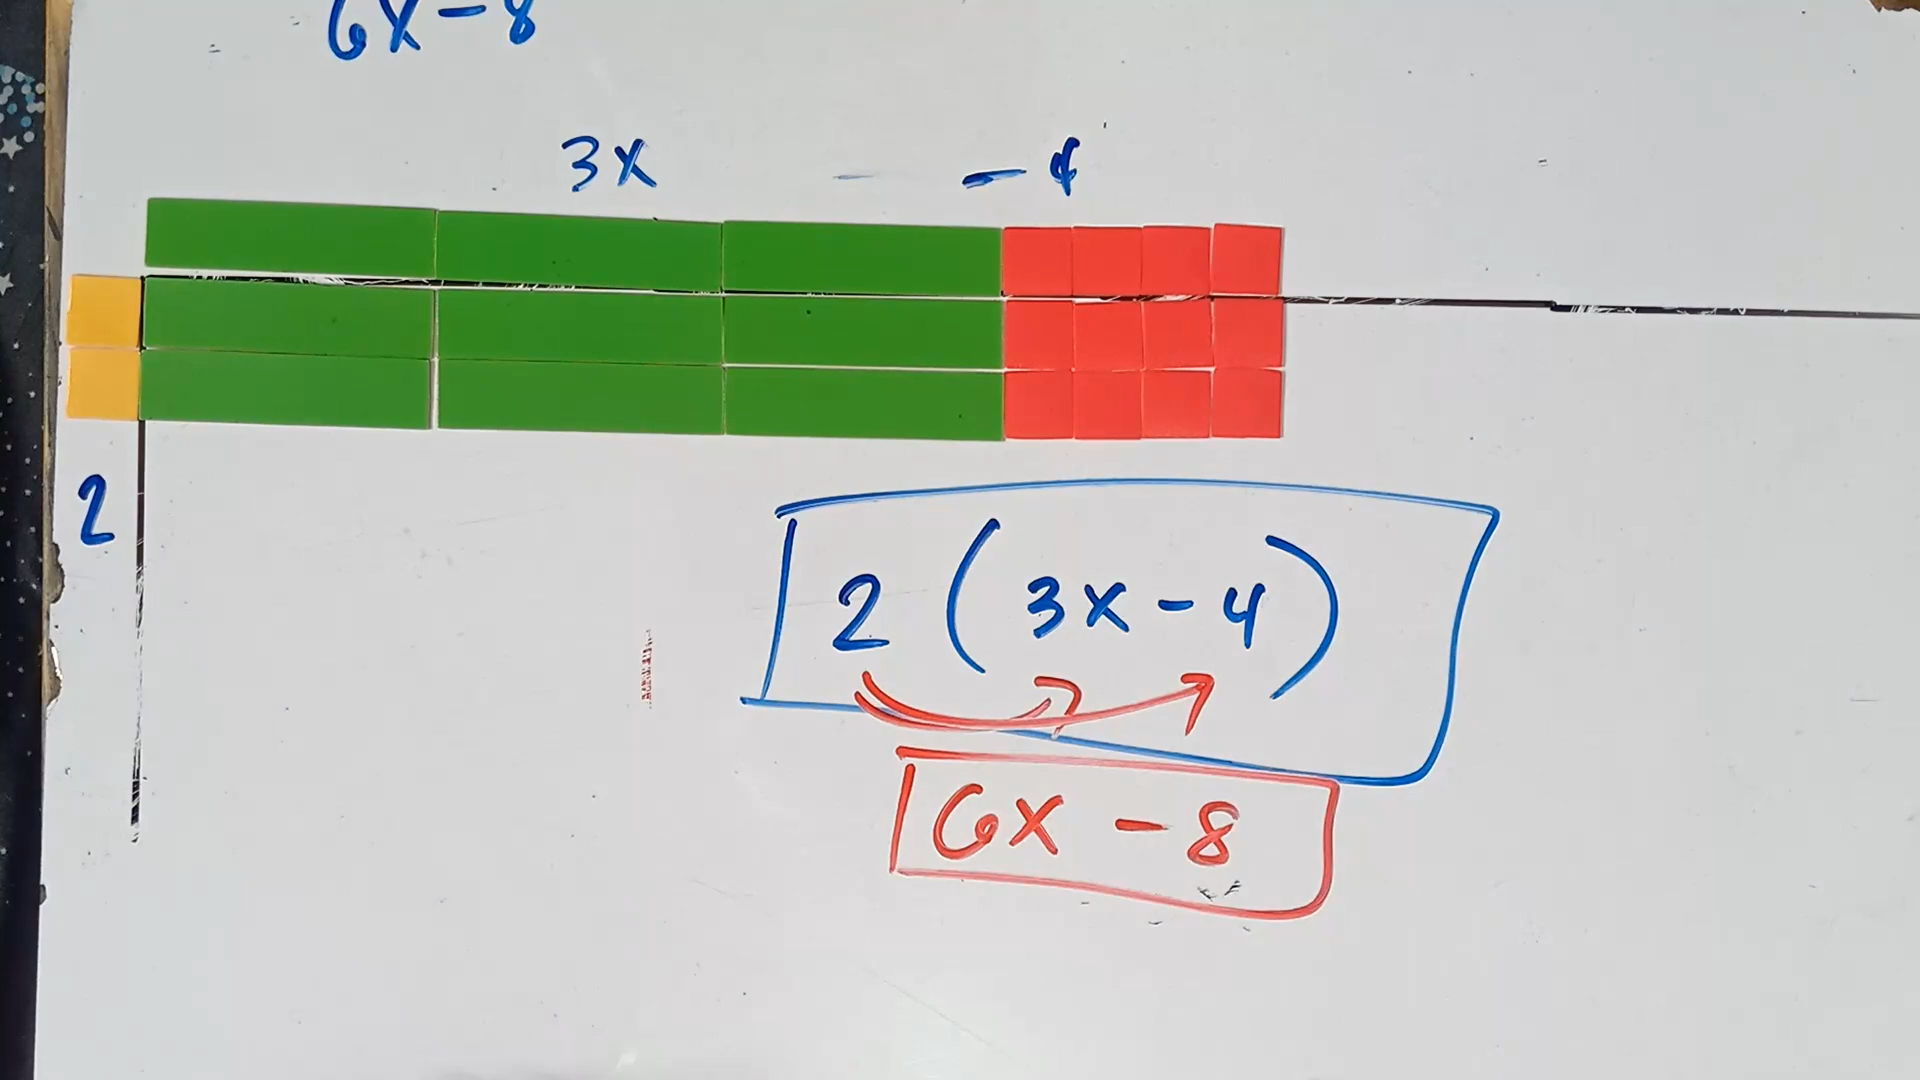 6x - 8
3x - - 4
2
2 ( 3x - 4 )
6x - 8